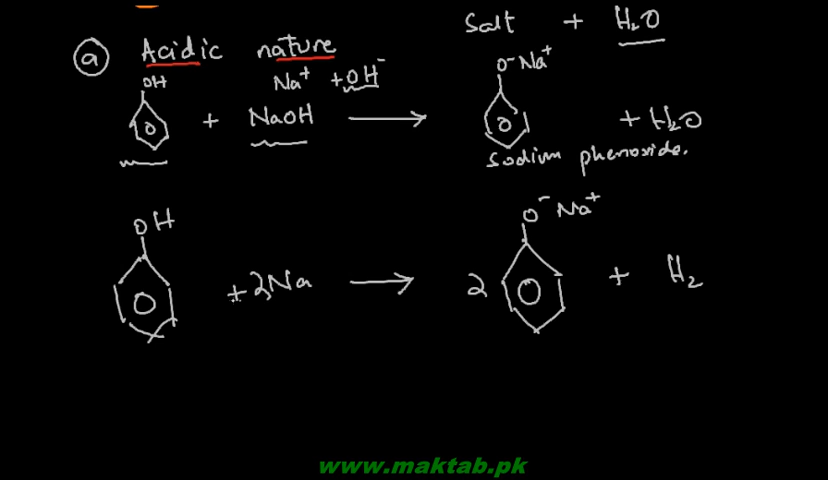 Salt + H₂O
(a) Acidic nature
Na⁺ + OH⁻
OH + NaOH → O⁻Na⁺ + H₂O
Sodium phenoxide.
OH + 2Na → 2 O⁻Na⁺ + H₂
www.maktab.pk